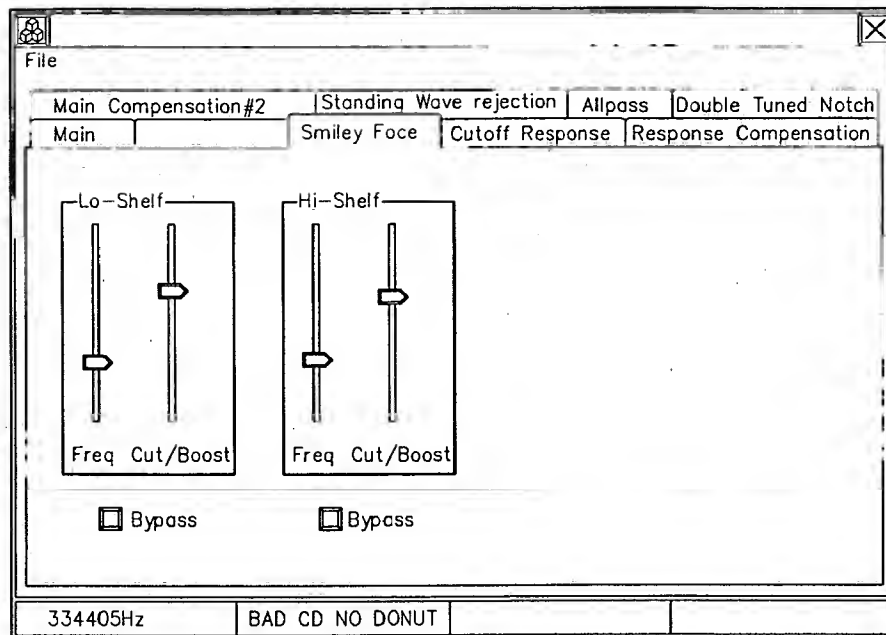 File
Main Compensation#2 Standing Wave rejection Allpass Double Tuned Notch
Main Smiley Foce Cutoff Response Response Compensation
Lo-Shelf Hi-Shelf
Freq Cut/Boost Freq Cut/Boost
Bypass Bypass
334405Hz BAD CD NO DONUT